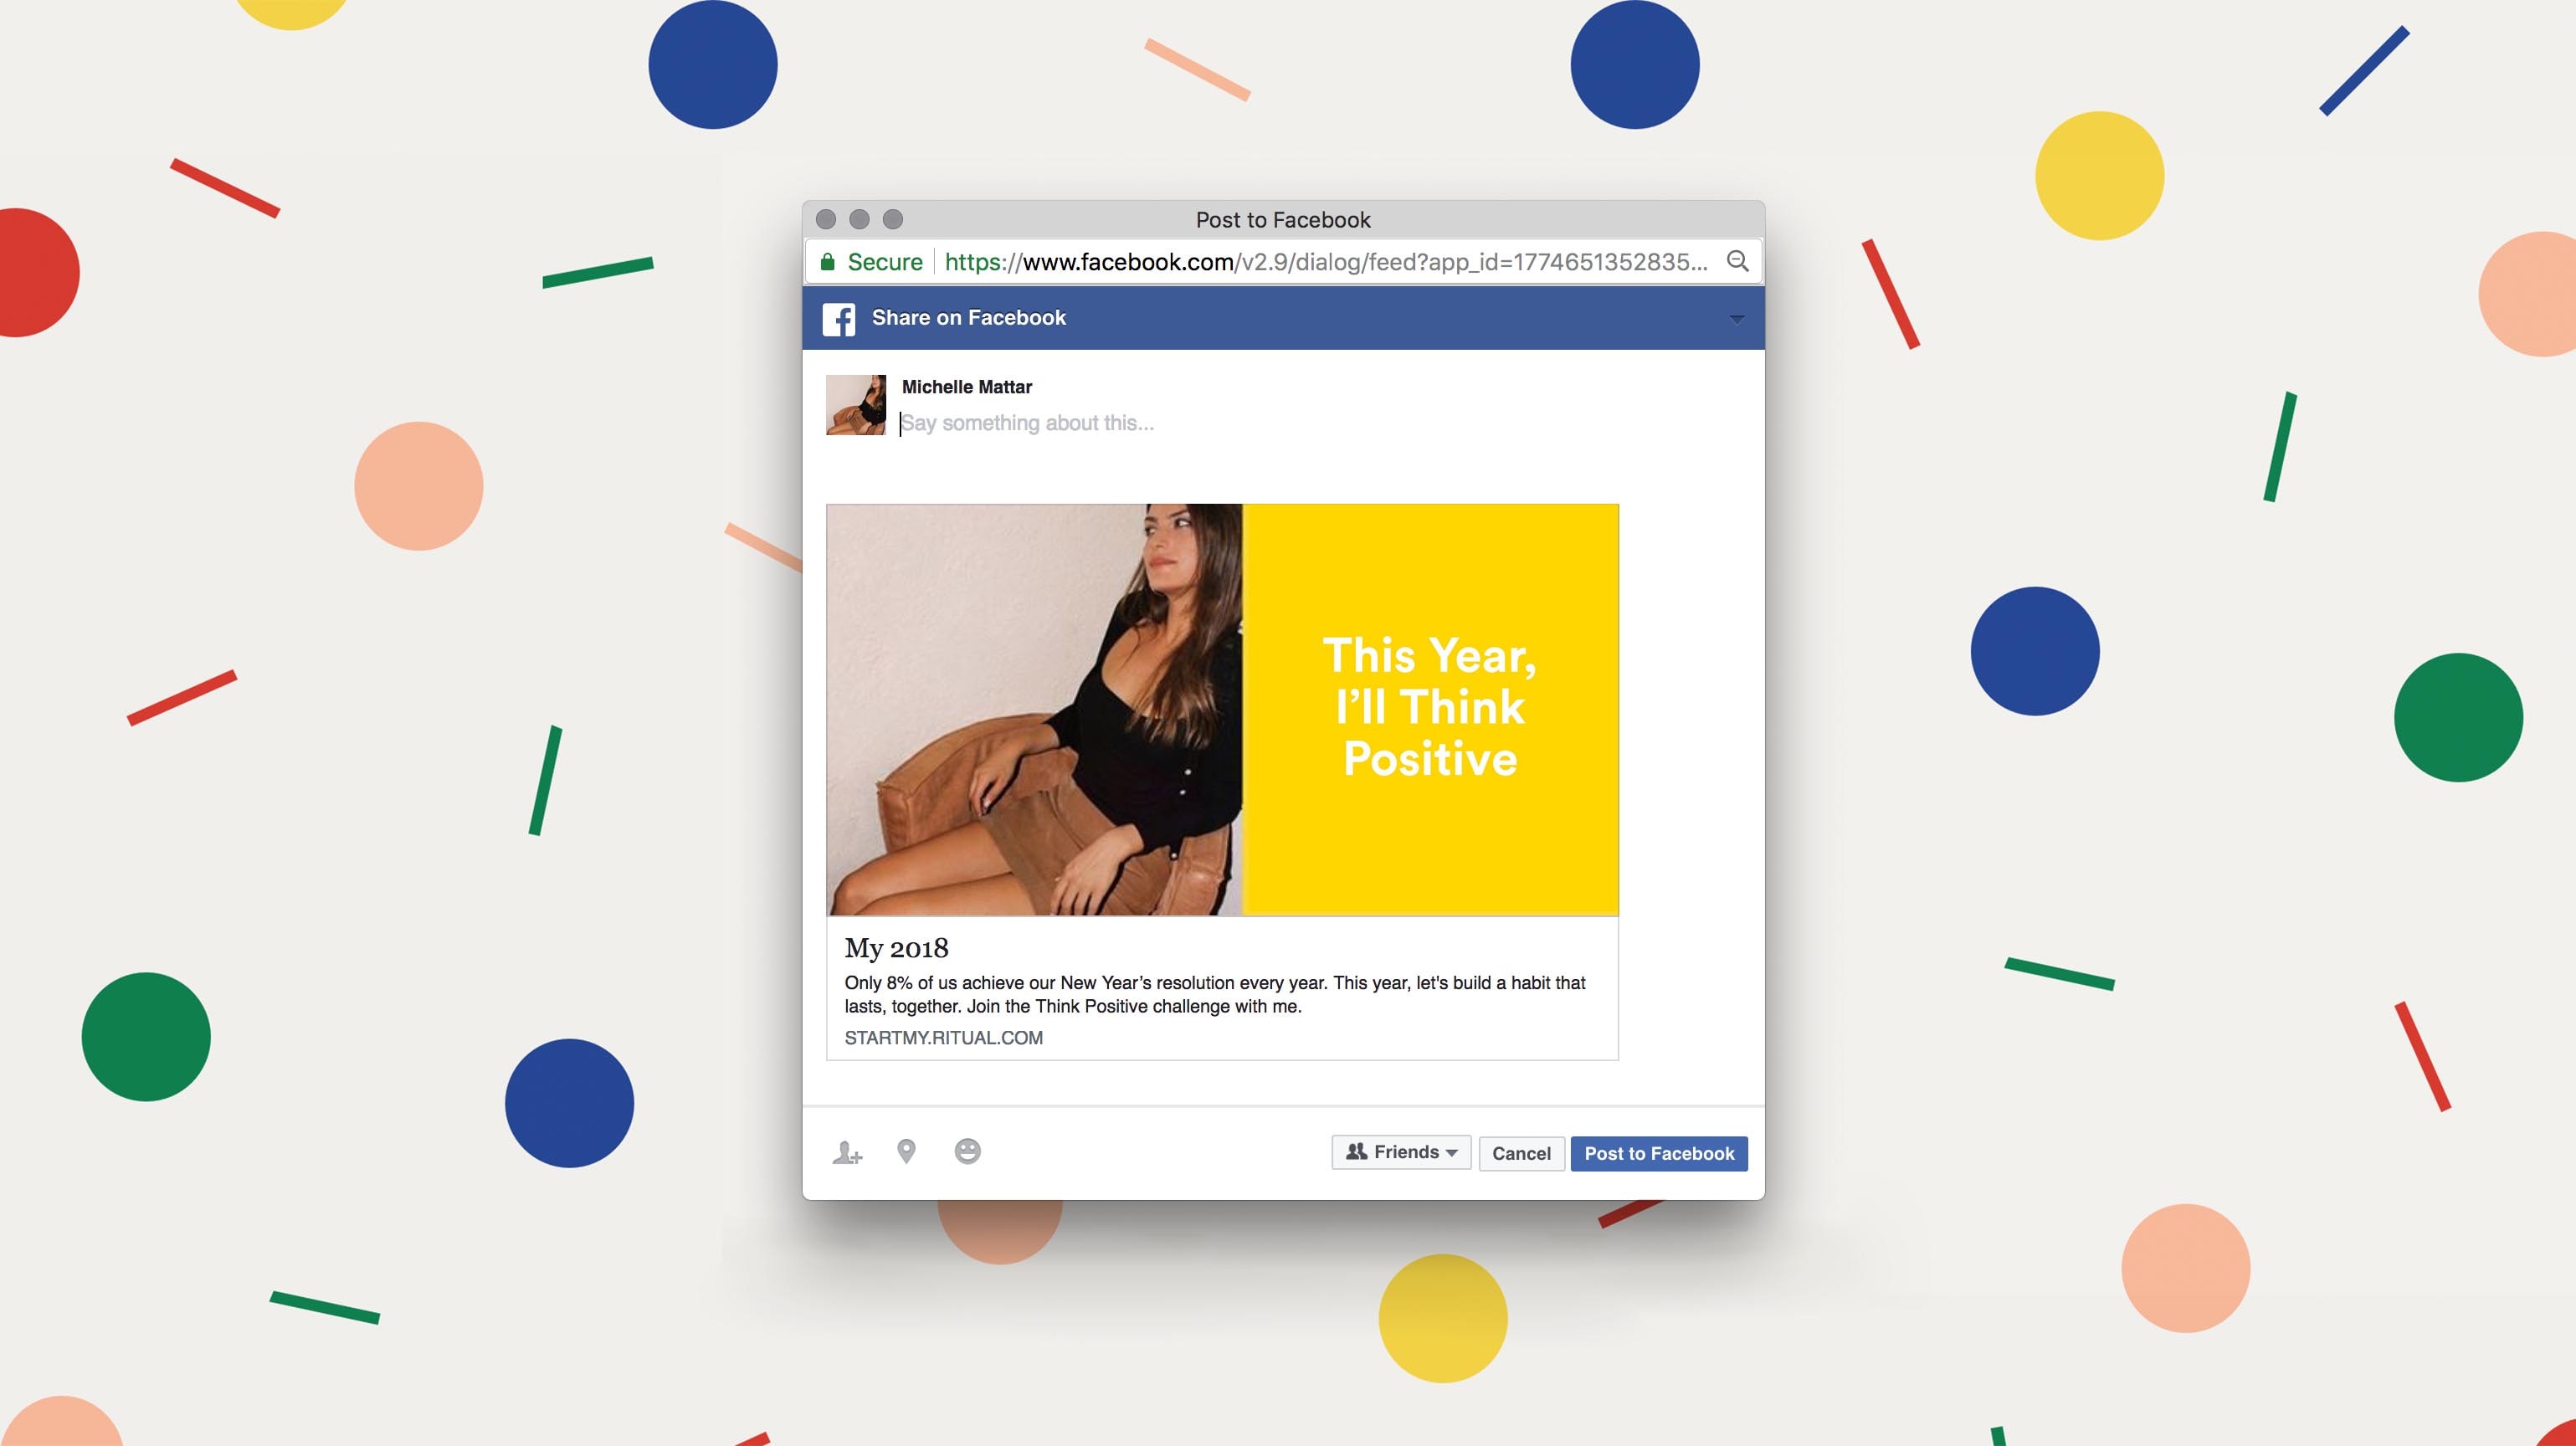 Post to Facebook
Secure https://www.facebook.com/v2.9/dialog/feed?app_id=1774651352835...
Share on Facebook
Michelle Mattar
Say something about this...
This Year,
I’ll Think
Positive
My 2018
Only 8% of us achieve our New Year’s resolution every year. This year, let's build a habit that
lasts, together. Join the Think Positive challenge with me.
STARTMY.RITUAL.COM
Friends Cancel Post to Facebook